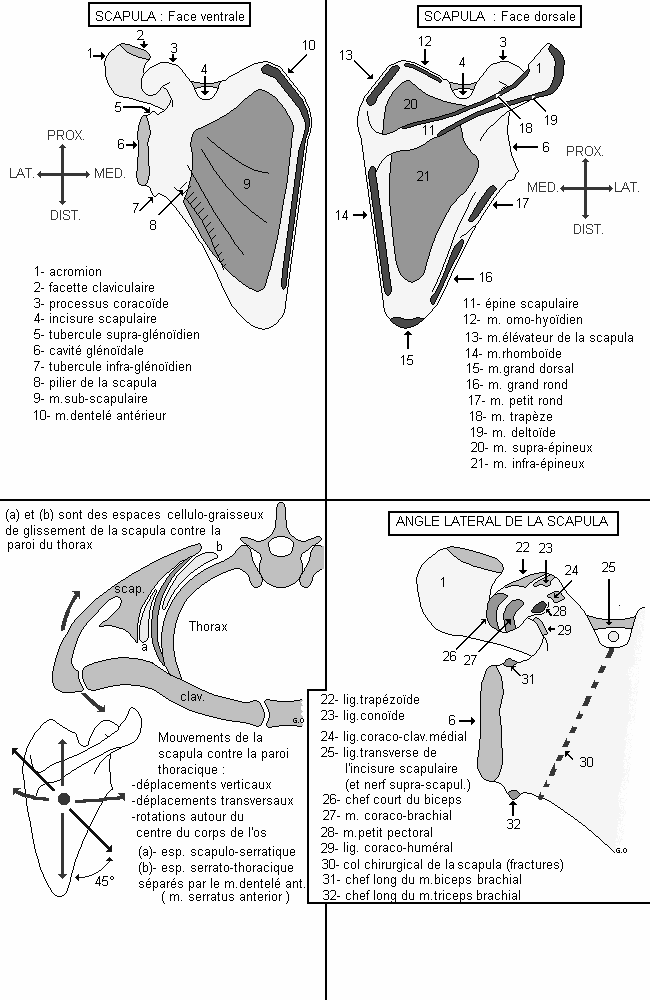 SCAPULA : Face ventrale
1
2
3
4
10
5
6
9
7
8
PROX.
LAT.
MED.
DIST.
1- acromion
2- facette claviculaire
3- processus coracoïde
4- incisure scapulaire
5- tubercule supra-glénoïdien
6- cavité glénoïdale
7- tubercule infra-glénoïdien
8- pilier de la scapula
9- m.sub-scapulaire
10- m.dentelé antérieur
SCAPULA : Face dorsale
13
12
4
3
1
20
11
18
19
6
21
14
17
16
15
PROX.
MED.
LAT.
DIST.
11- épine scapulaire
12- m. omo-hyoïdien
13- m.élévateur de la scapula
14- m.rhomboïde
15- m.grand dorsal
16- m. grand rond
17- m. petit rond
18- m. trapèze
19- m. deltoïde
20- m. supra-épineux
21- m. infra-épineux
(a) et (b) sont des espaces cellulo-graisseux
de glissement de la scapula contre la
paroi du thorax
b
scap.
a
Thorax
clav.
G.O
Mouvements de la
scapula contre la paroi
thoracique :
-déplacements verticaux
-déplacements transversaux
-rotations autour du
centre du corps de l'os
(a)- esp. scapulo-serratique
(b)- esp. serrato-thoracique
séparés par le m.dentelé ant.
( m. serratus anterior )
45°
ANGLE LATERAL DE LA SCAPULA
22
23
24
25
1
28
29
26
27
31
6
30
32
G.O
22- lig.trapézoïde
23- lig.conoïde
24- lig.coraco-clav.médial
25- lig.transverse de
l'incisure scapulaire
(et nerf supra-scapul.)
26- chef court du biceps
27- m. coraco-brachial
28- m.petit pectoral
29- lig. coraco-huméral
30- col chirurgical de la scapula (fractures)
31- chef long du m.biceps brachial
32- chef long du m.triceps brachial